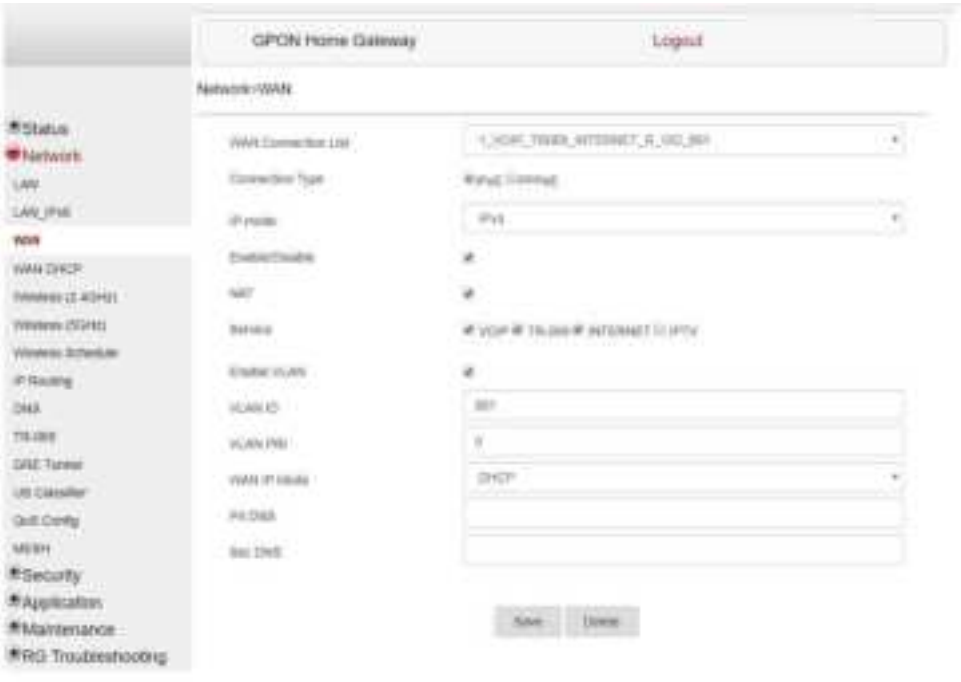 GPON Home Gateway
Logout
Network>WAN
Status
Network
LAN
LAN_IPv6
WAN
WAN DHCP
Wireless (2.4GHz)
Wireless (5GHz)
Wireless Schedule
IP Routing
DNS
TR-069
GRE Tunnel
US Classifier
QoS Config
MESH
Security
Application
Maintenance
RG Troubleshooting
WAN Connection List
Connection Type
IP mode
Enable/Disable
NAT
Service
VOIP TR-069 INTERNET IPTV
Enable VLAN
VLAN ID
VLAN PRI
0
WAN IP Mode
DHCP
Pri DNS
Sec DNS
Save
Delete